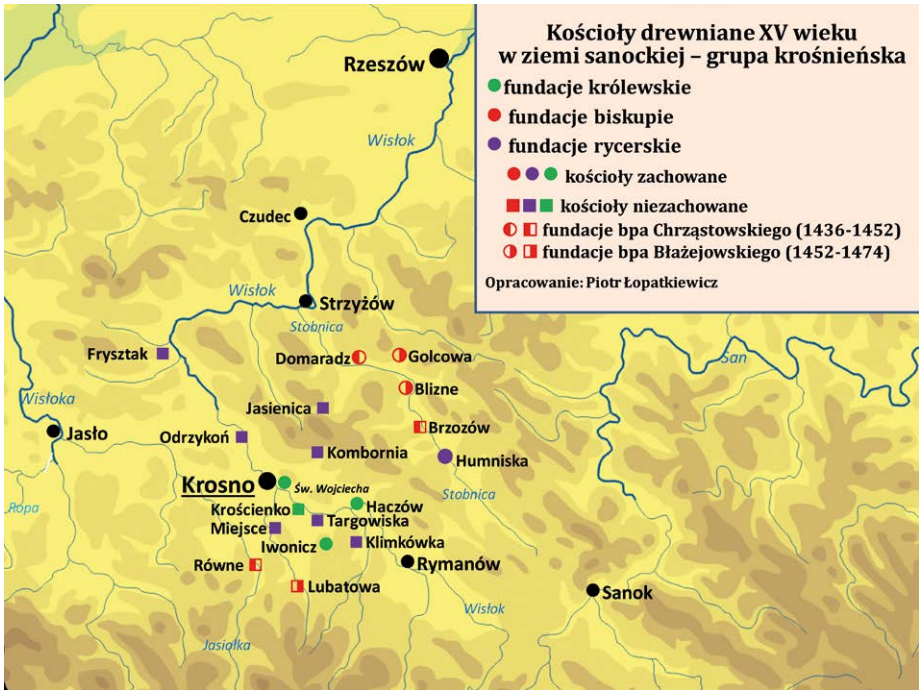 Kościoły drewniane XV wieku
w ziemi sanockiej – grupa krośnieńska
fundacje królewskie
fundacje biskupie
fundacje rycerskie
kościoły zachowane
kościoły niezachowane
fundacje bpa Chrząstowskiego (1436-1452)
fundacje bpa Błażejowskiego (1452-1474)
Opracowanie: Piotr Łopatkiewicz
Rzeszów
Wisłok
Czudec
Wisłok
Strzyżów
Stobnica
Frysztak
Domaradz
Golcowa
San
Blizne
Wisłoka
Jasienica
Brzozów
Jasło
Odrzykoń
Kombornia
Humniska
Krosno
Św. Wojciecha
Stobnica
Ropa
Krościenko
Haczów
Miejsce
Targowiska
Iwonicz
Klimkówka
Równe
Rymanów
Lubatowa
Sanok
Wisłok
Jasiołka